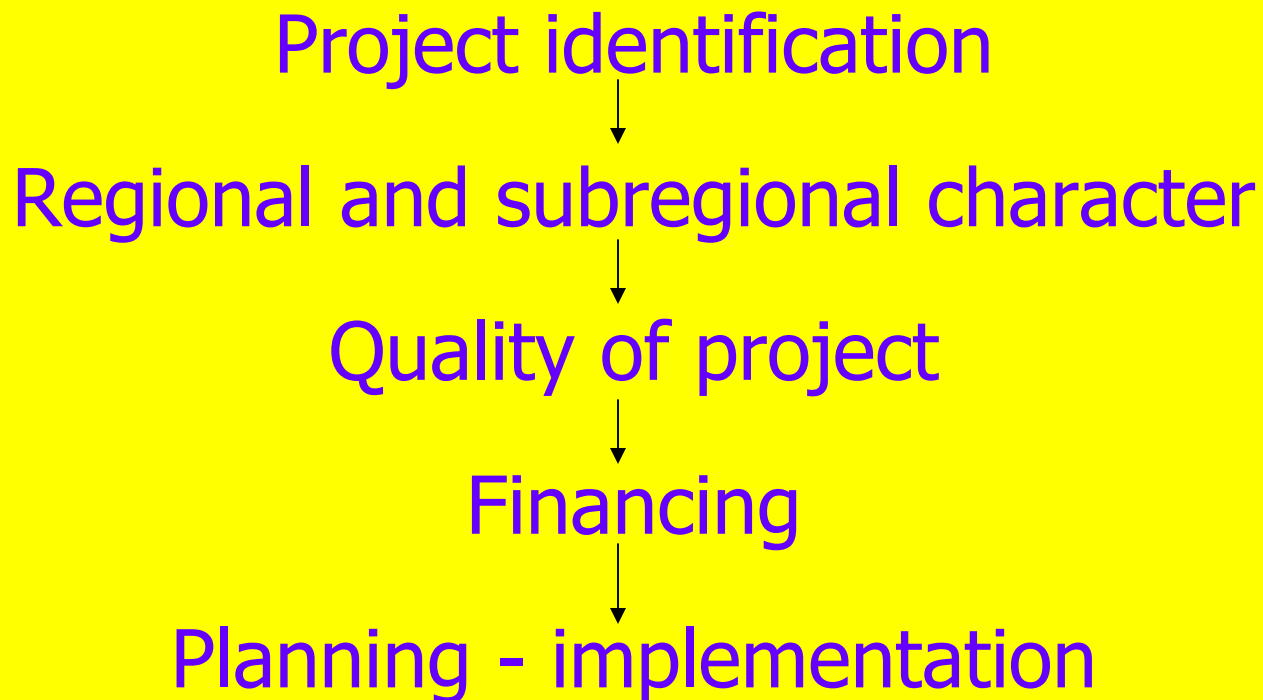 Project identification
Regional and subregional character
Quality of project
Financing
Planning - implementation